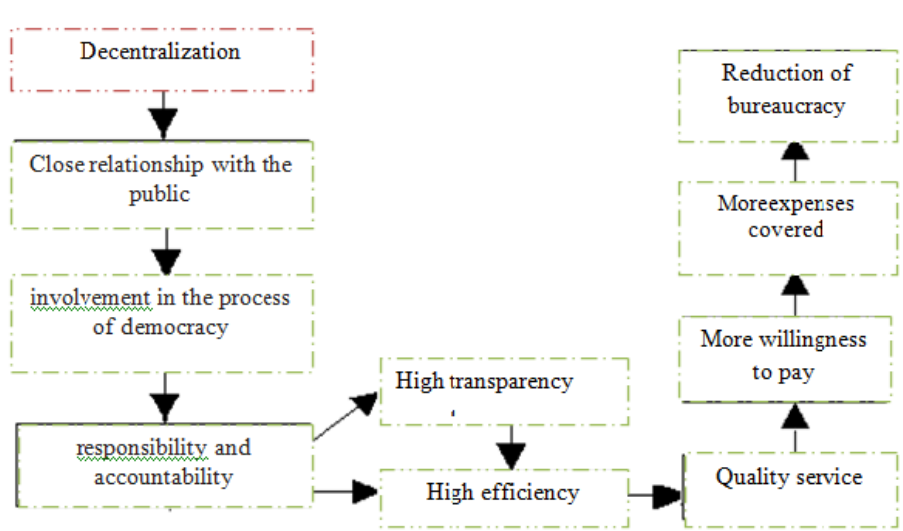 Decentralization
Close relationship with the
public
involvement in the process
of democracy
responsibility and
accountability
High transparency
High efficiency
Quality service
More willingness
to pay
Moreexpenses
covered
Reduction of
bureaucracy